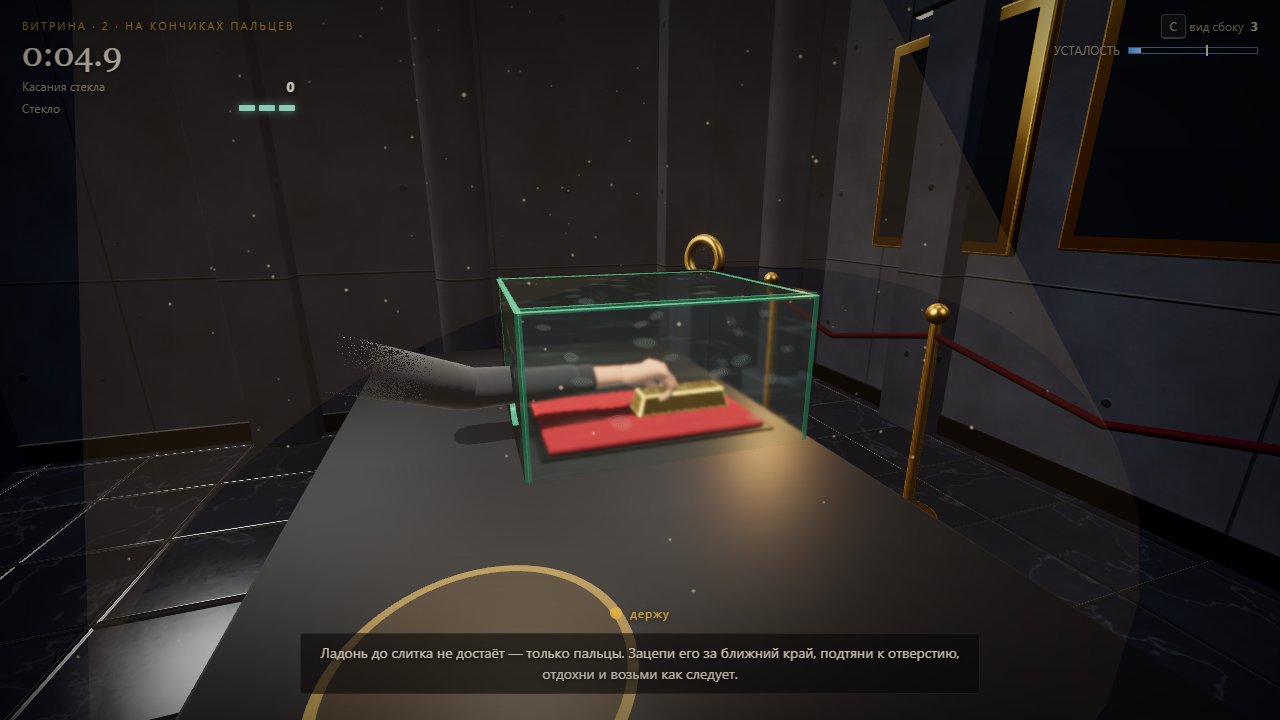 ВИТРИНА · 2 · НА КОНЧИКАХ ПАЛЬЦЕВ
0:04.9
Касания стекла 0
Стекло
C вид сбоку 3
УСТАЛОСТЬ
держу
Ладонь до слитка не достаёт — только пальцы. Зацепи его за ближний край, подтяни к отверстию,
отдохни и возьми как следует.